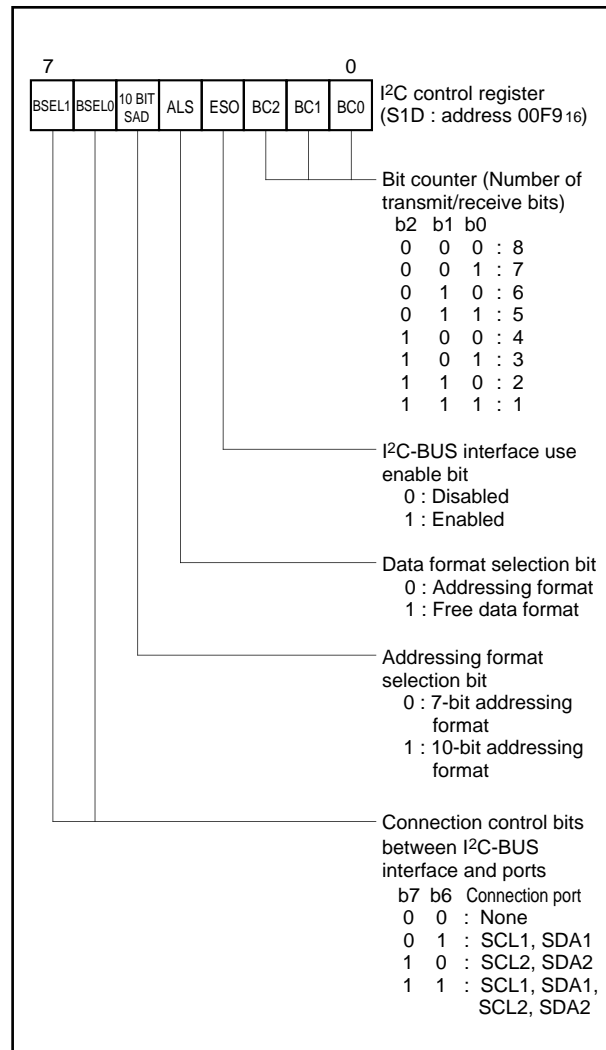 7 0
BSEL1 BSEL0 10 BIT SAD ALS ESO BC2 BC1 BC0
I2C control register
(S1D : address 00F9 16)
Bit counter (Number of
transmit/receive bits)
b2 b1 b0
0 0 0 : 8
0 0 1 : 7
0 1 0 : 6
0 1 1 : 5
1 0 0 : 4
1 0 1 : 3
1 1 0 : 2
1 1 1 : 1
I2C-BUS interface use
enable bit
0 : Disabled
1 : Enabled
Data format selection bit
0 : Addressing format
1 : Free data format
Addressing format
selection bit
0 : 7-bit addressing
format
1 : 10-bit addressing
format
Connection control bits
between I2C-BUS
interface and ports
b7 b6 Connection port
0 0 : None
0 1 : SCL1, SDA1
1 0 : SCL2, SDA2
1 1 : SCL1, SDA1,
SCL2, SDA2